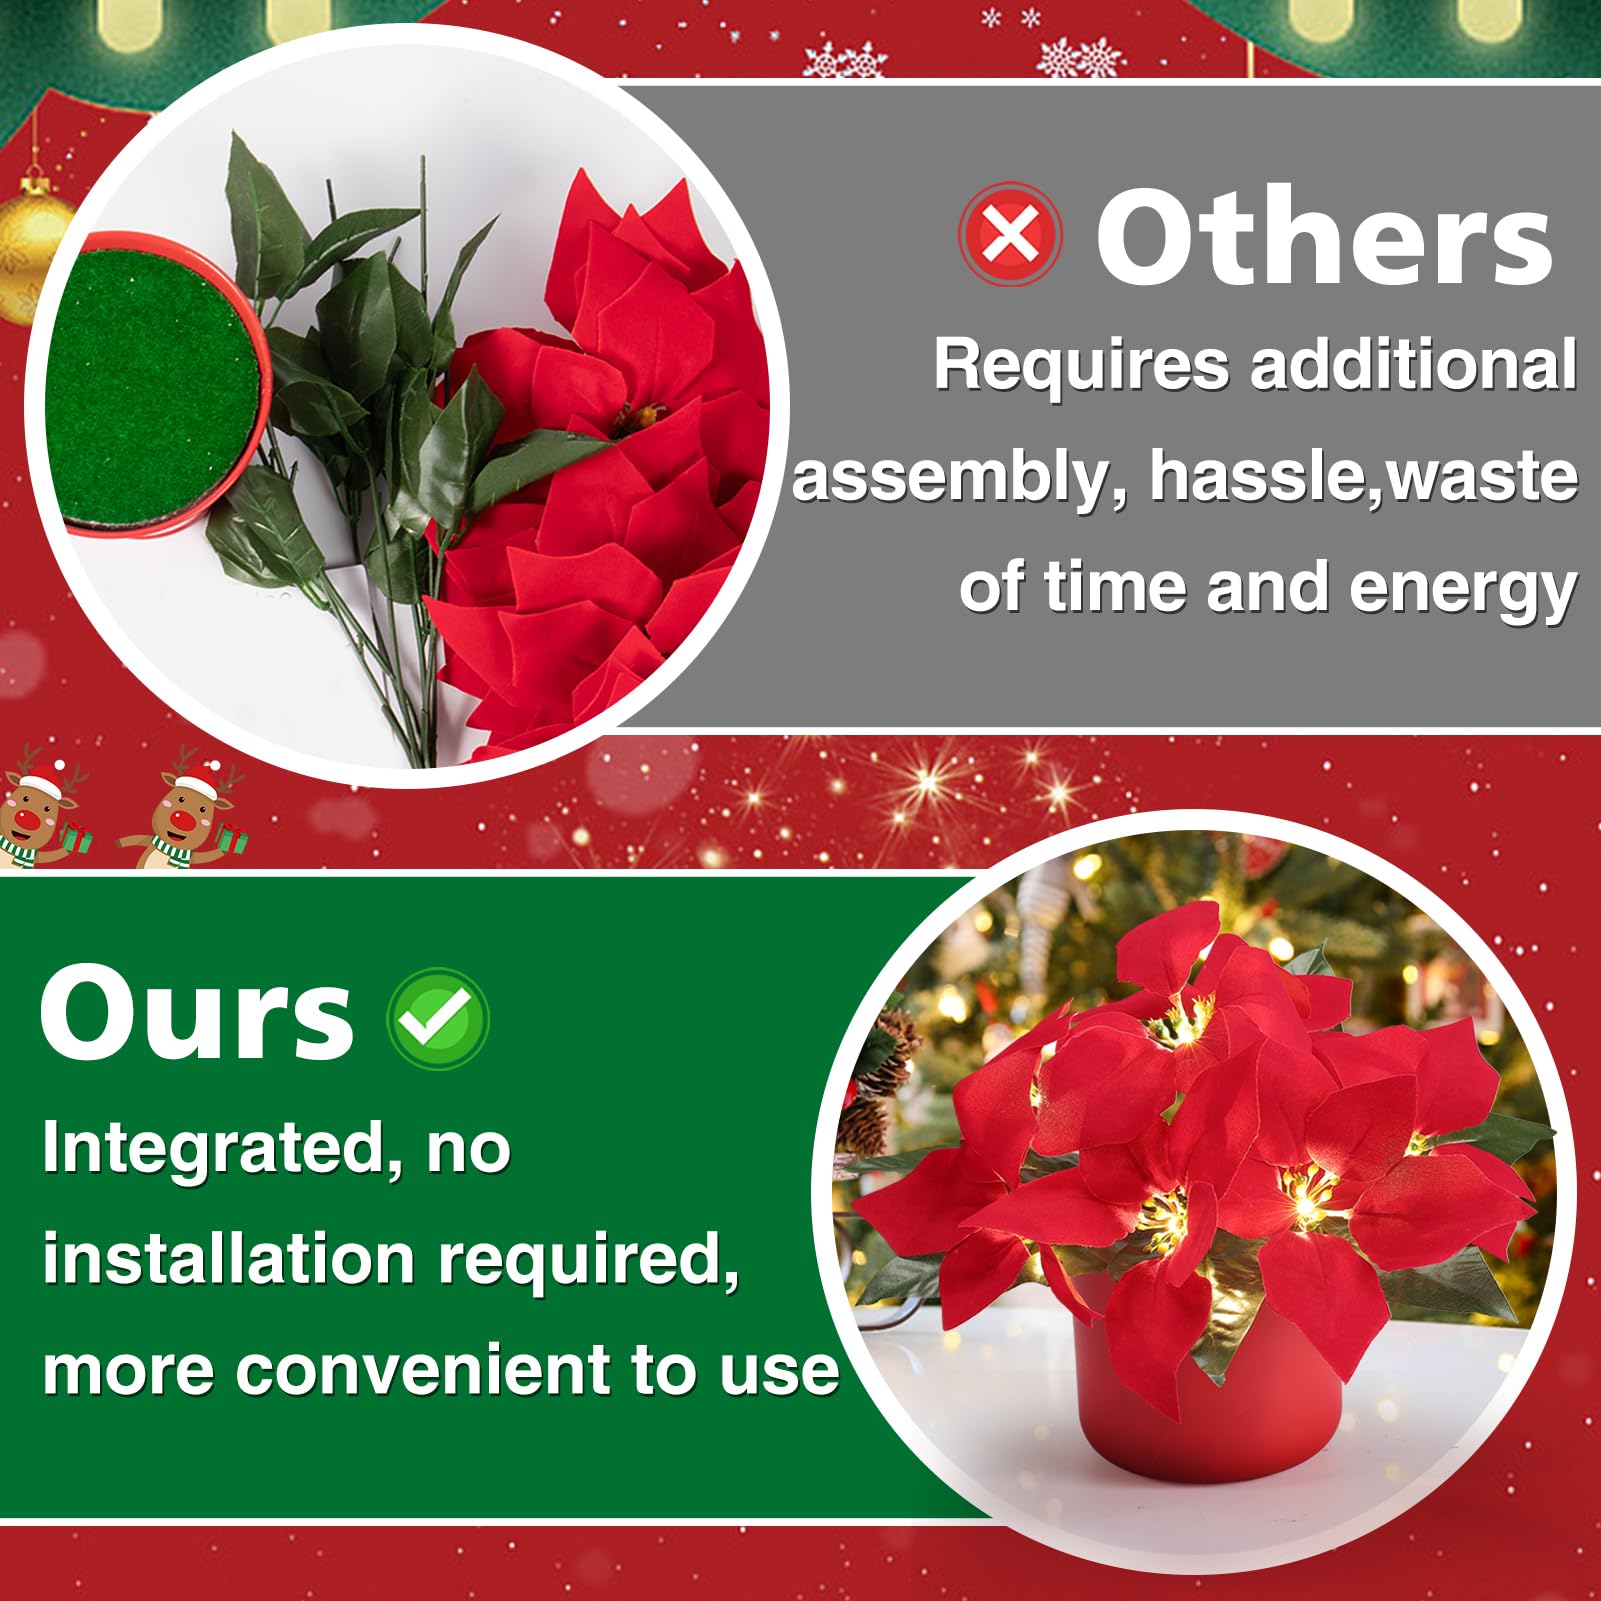 Others
Requires additional
assembly, hassle,waste
of time and energy
Ours
Integrated, no
installation required,
more convenient to use